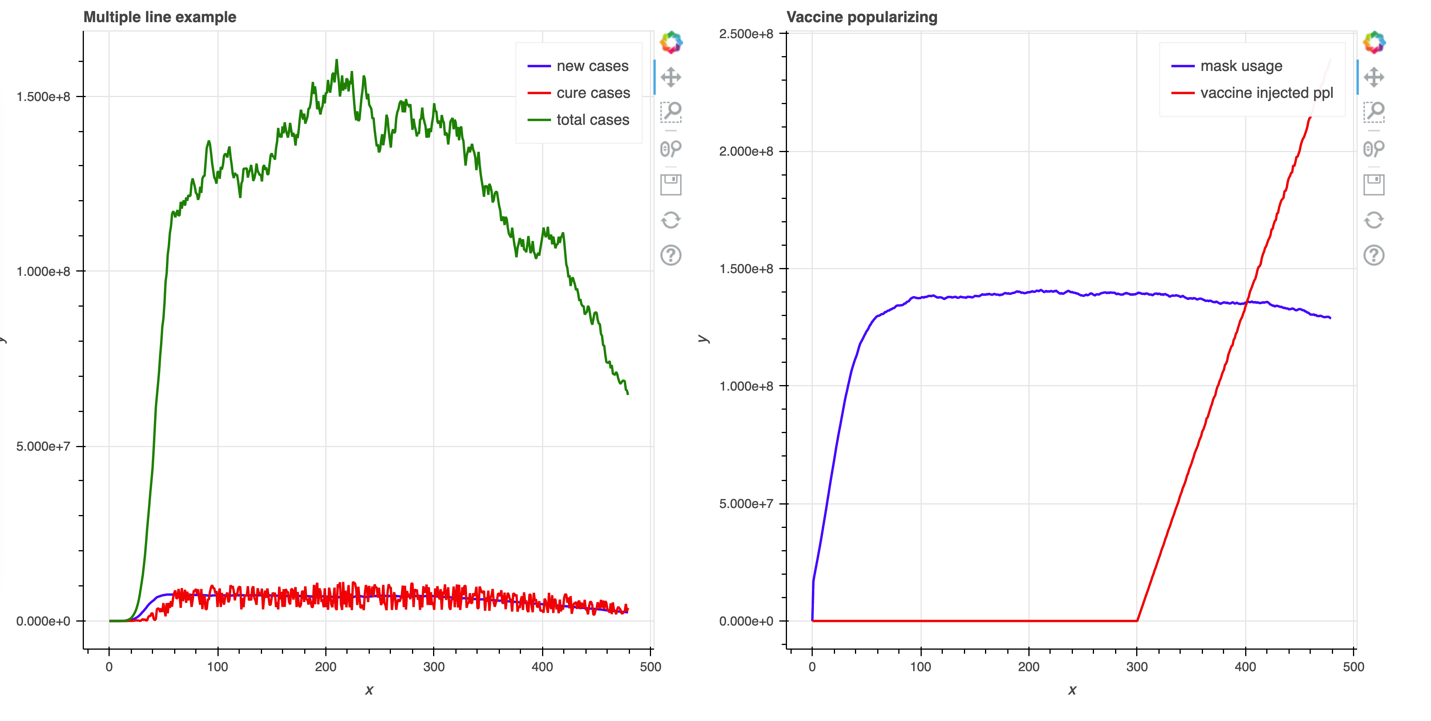 Multiple line example
new cases
cure cases
total cases
1.500e+8
1.000e+8
5.000e+7
0.000e+0
y
0 100 200 300 400 500
x
Vaccine popularizing
mask usage
vaccine injected ppl
2.500e+8
2.000e+8
1.500e+8
1.000e+8
5.000e+7
0.000e+0
y
0 100 200 300 400 500
x